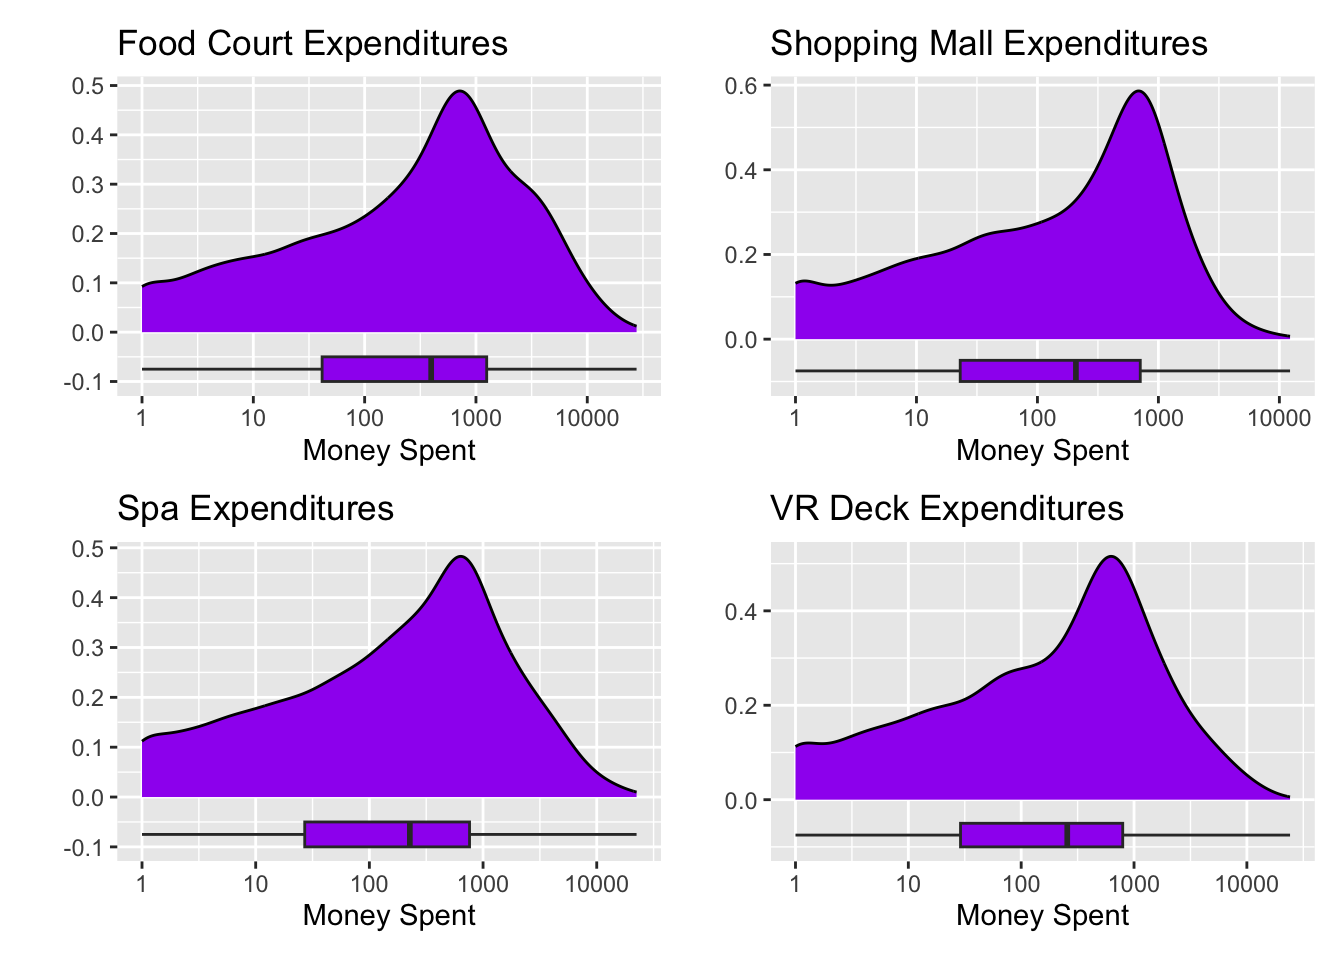 Food Court Expenditures
0.5
0.4
0.3
0.2
0.1
0.0
-0.1
1 10 100 1000 10000
Money Spent
Shopping Mall Expenditures
0.6
0.4
0.2
0.0
1 10 100 1000 10000
Money Spent
Spa Expenditures
0.5
0.4
0.3
0.2
0.1
0.0
-0.1
1 10 100 1000 10000
Money Spent
VR Deck Expenditures
0.4
0.2
0.0
1 10 100 1000 10000
Money Spent